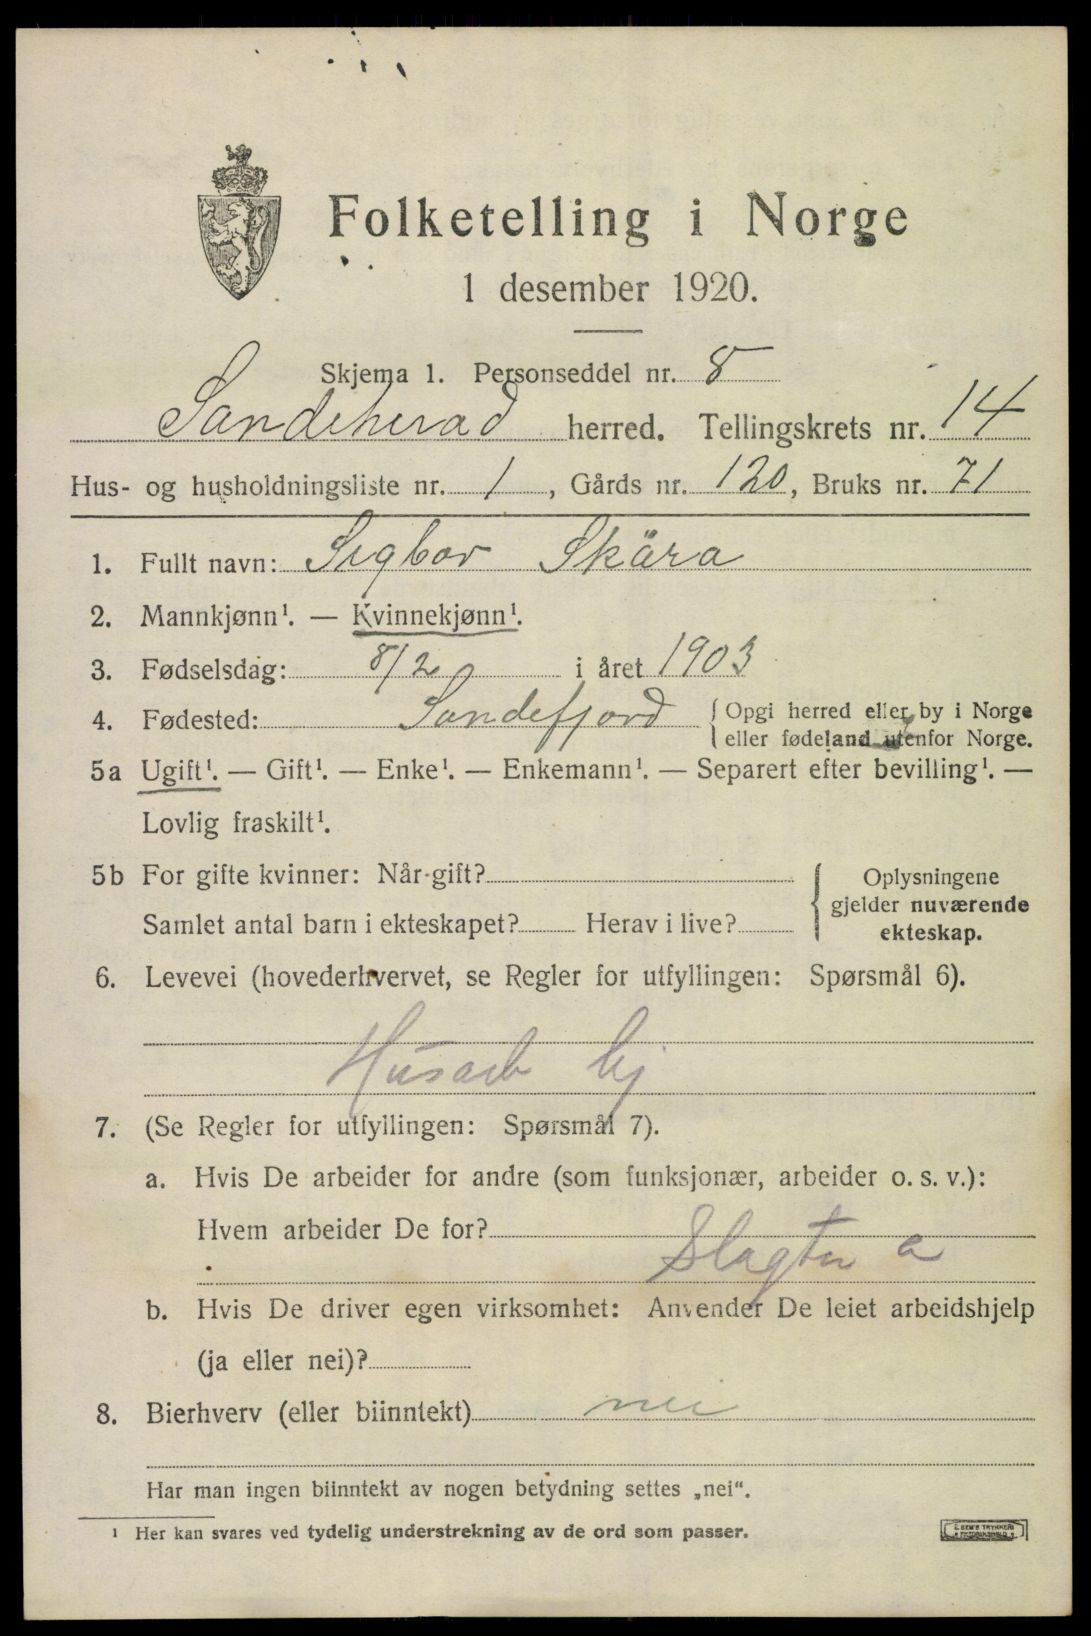 Folketelling i Norge
1 desember 1920.
Skjema 1. Personseddel nr. 8
Sandeherad herred. Tellingskrets nr. 14
Hus- og husholdningsliste nr. 1, Gårds nr. 120, Bruks nr. 71
1. Fullt navn: Sigbor Skära
2. Mannkjønn¹. — Kvinnekjønn¹.
3. Fødselsdag: 8/2 i året 1903
4. Fødested: Sandefjord { Opgi herred eller by i Norge
eller fødeland utenfor Norge.
5a Ugift¹. — Gift¹. — Enke¹. — Enkemann¹. — Separert efter bevilling¹. —
Lovlig fraskilt¹.
5b For gifte kvinner: Når gift?
Samlet antal barn i ekteskapet? Herav i live?
{ Oplysningene
gjelder nuværende
ekteskap.
6. Levevei (hovederhvervet, se Regler for utfyllingen: Spørsmål 6).
Husarb hj
7. (Se Regler for utfyllingen: Spørsmål 7).
a. Hvis De arbeider for andre (som funksjonær, arbeider o. s. v.):
Hvem arbeider De for?
Slagter a
b. Hvis De driver egen virksomhet: Anvender De leiet arbeidshjelp
(ja eller nei)?
8. Bierhverv (eller biinntekt) nei
Har man ingen biinntekt av nogen betydning settes „nei“.
¹ Her kan svares ved tydelig understrekning av de ord som passer.